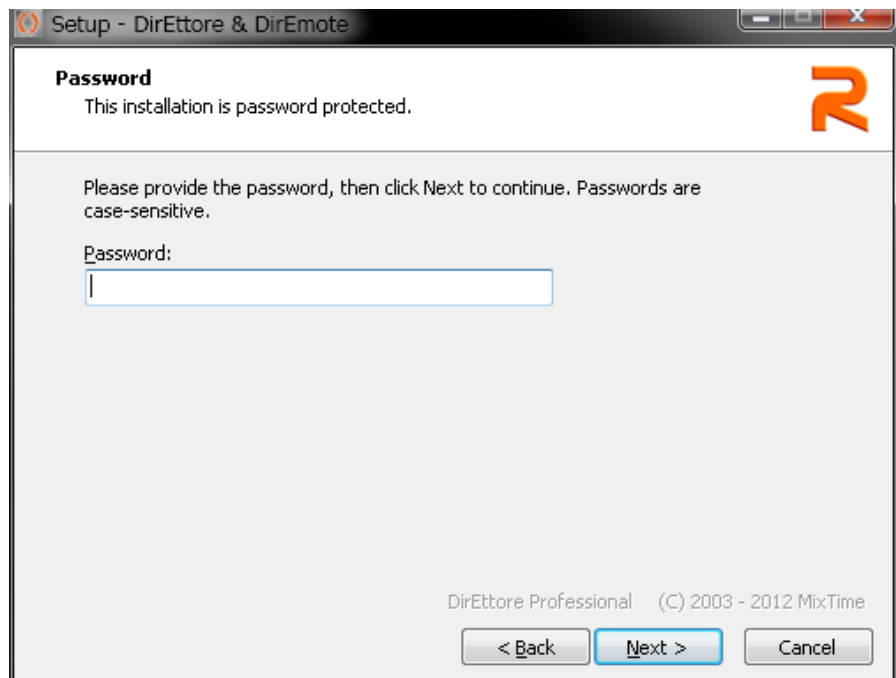 Setup - DirEttore & DirEmote
Password
This installation is password protected.
Please provide the password, then click Next to continue. Passwords are
case-sensitive.
Password:
DirEttore Professional (C) 2003 - 2012 MixTime
< Back Next > Cancel